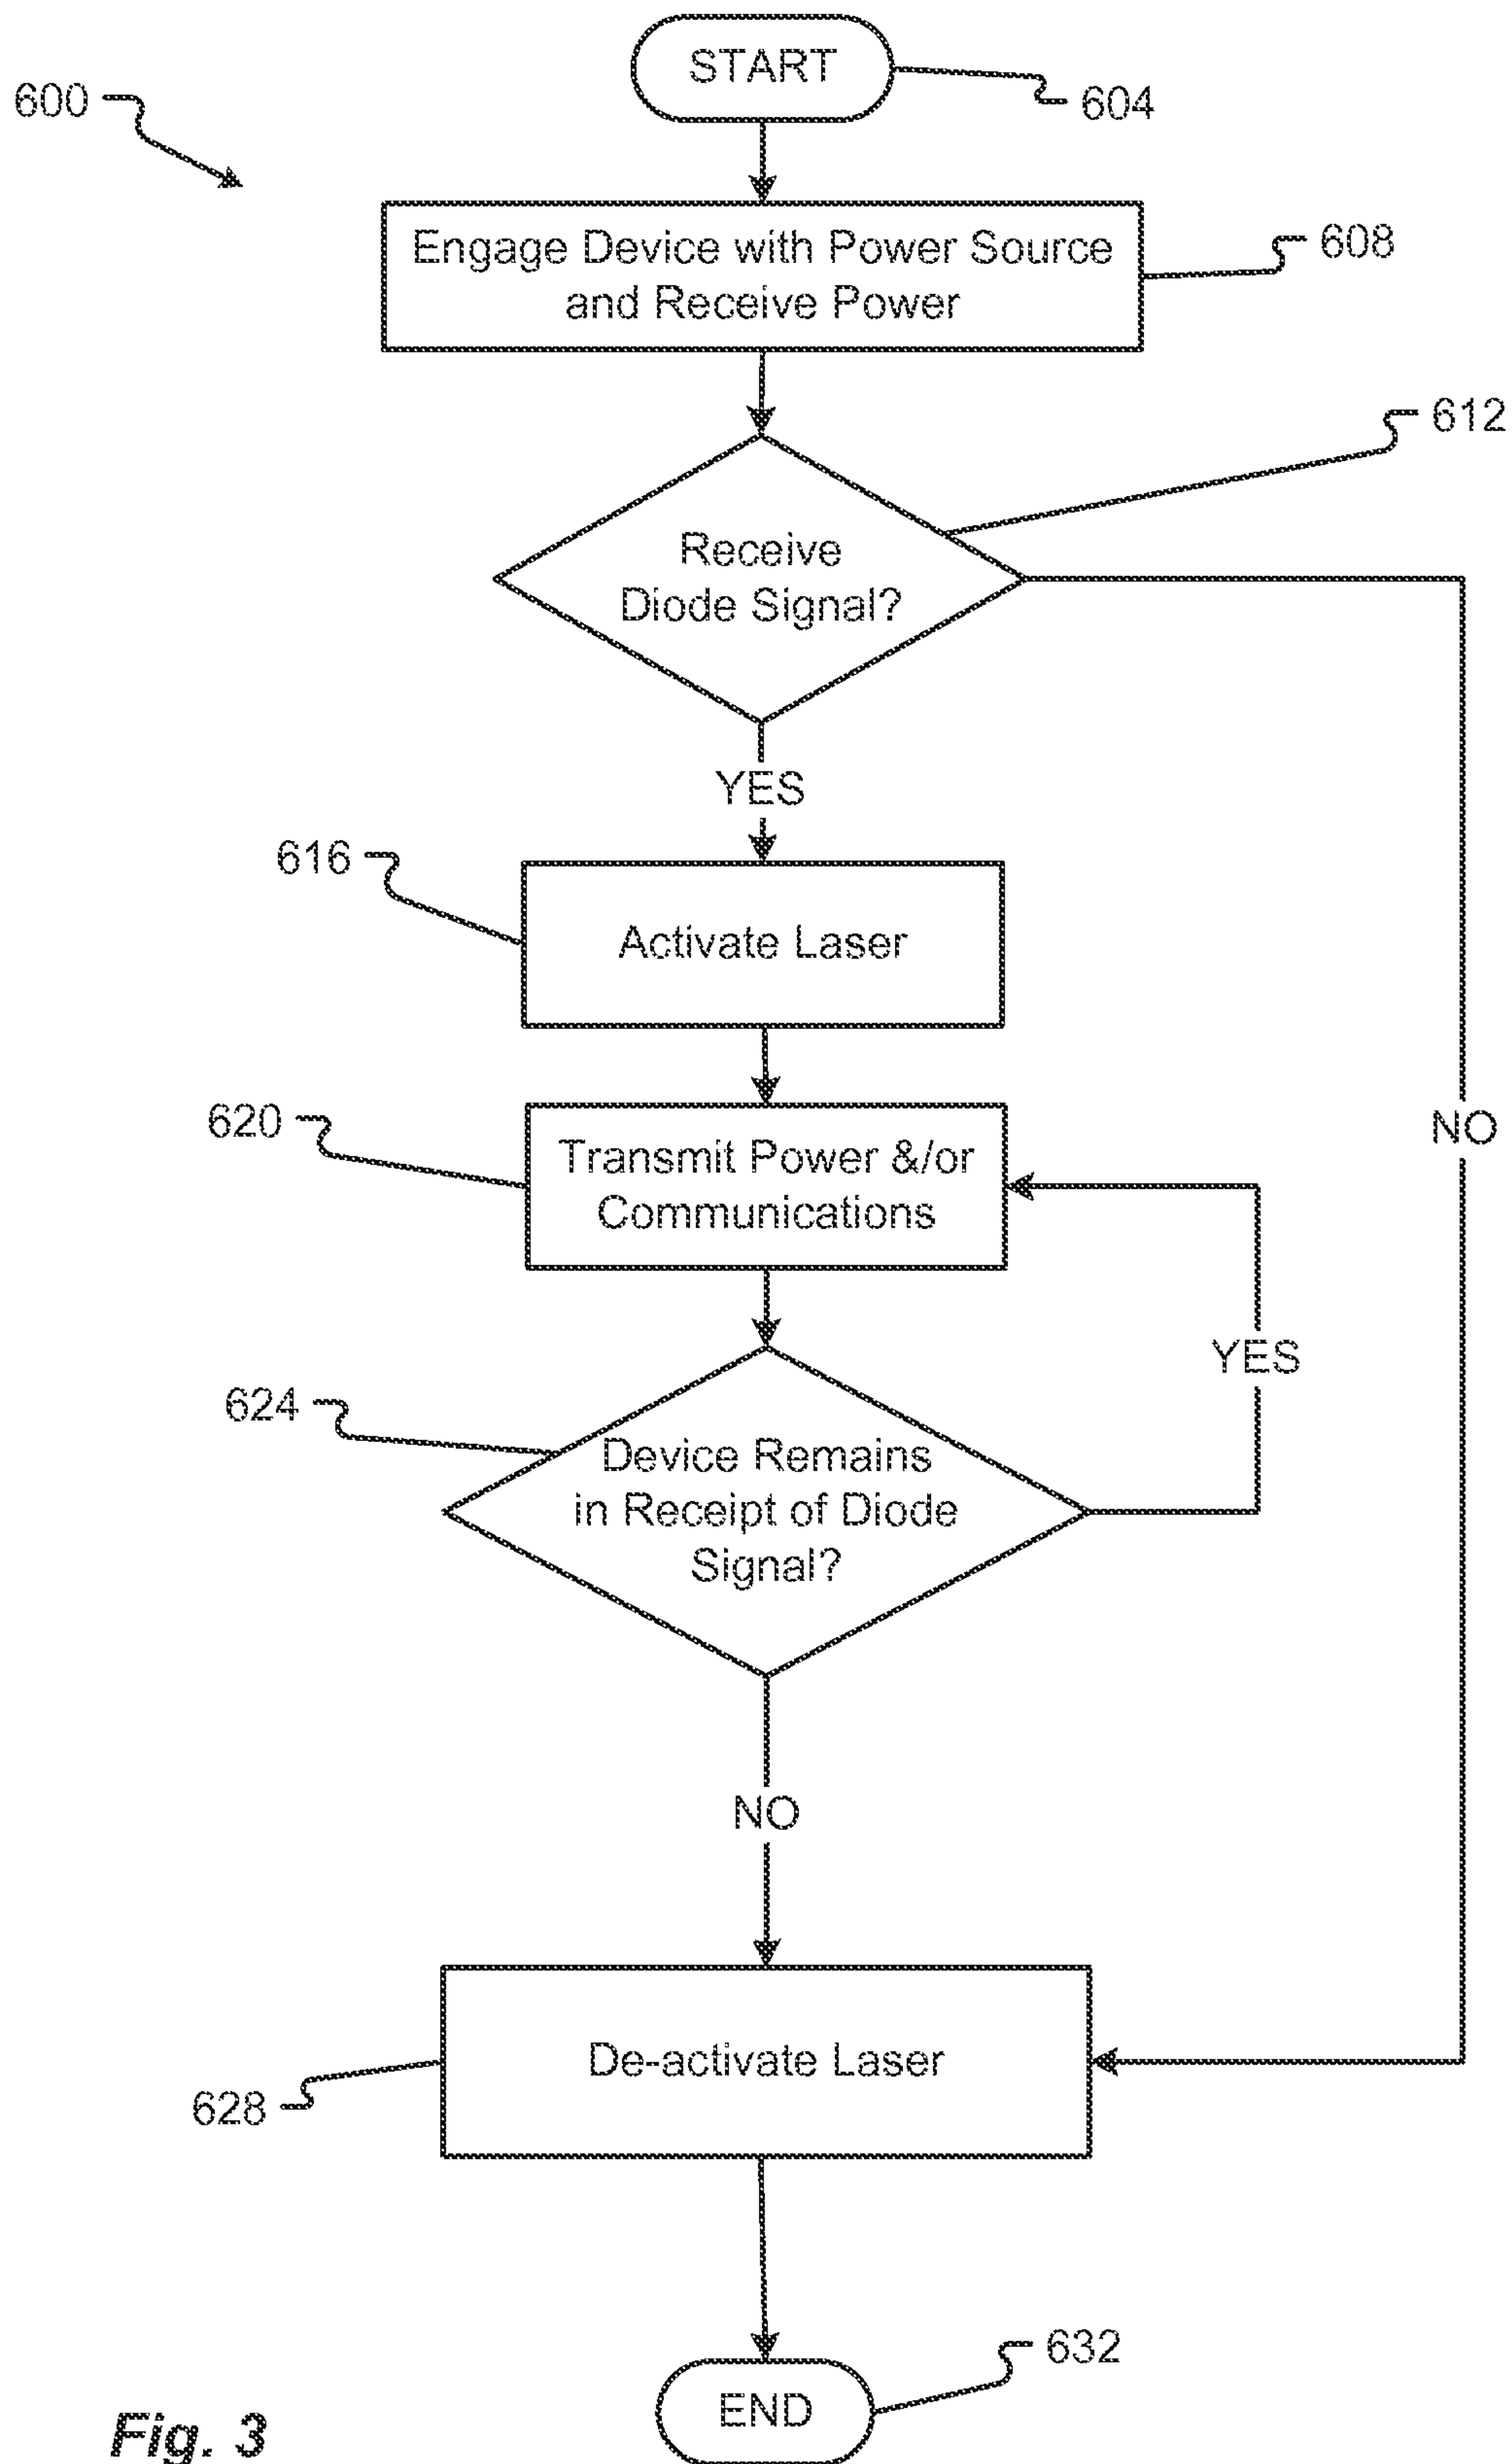 START
600
604
Engage Device with Power Source
and Receive Power
608
612
Receive
Diode Signal?
YES
616
Activate Laser
620
Transmit Power &/or
Communications
NO
YES
624
Device Remains
in Receipt of Diode
Signal?
NO
De-activate Laser
628
632
END
Fig. 3